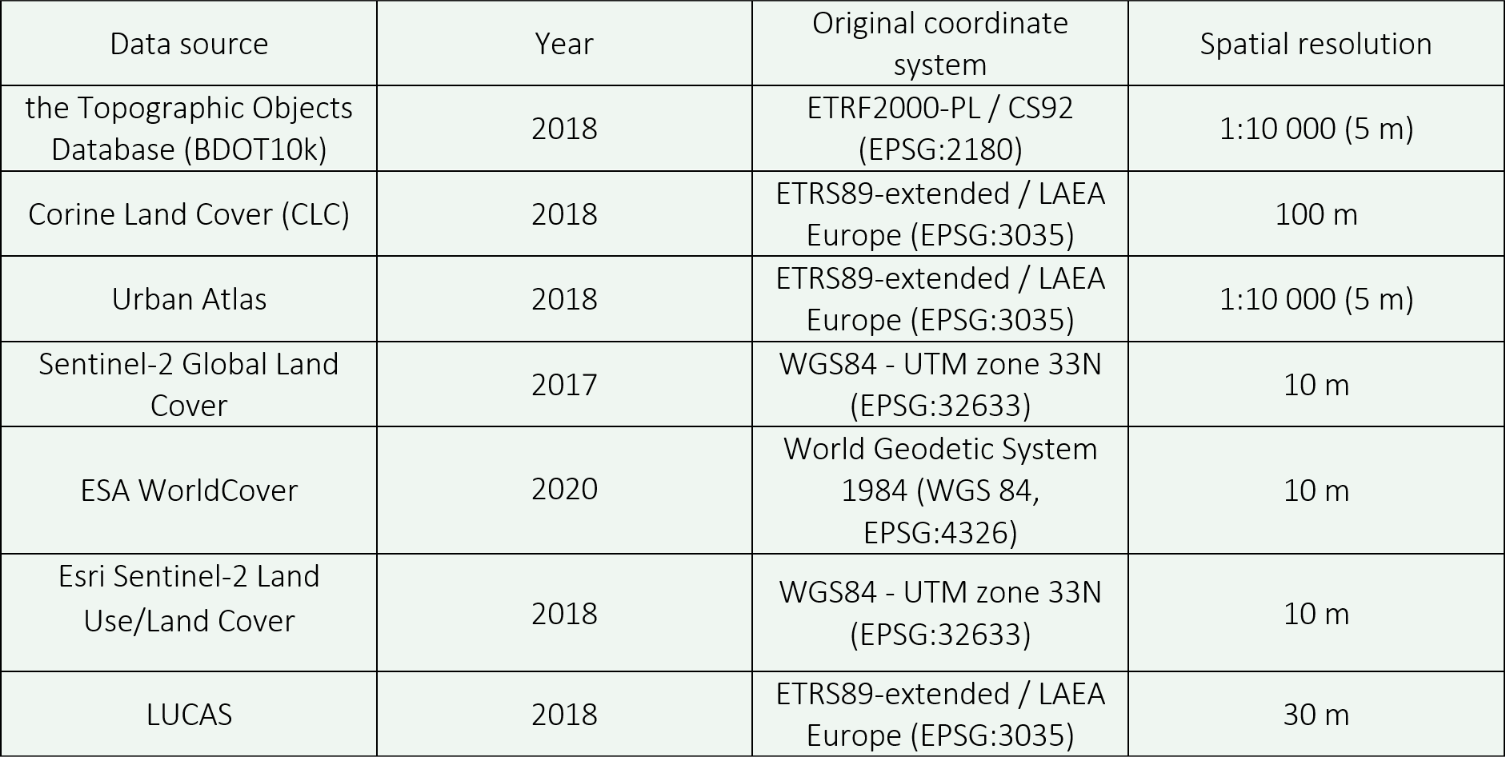 Data source
Year
Original coordinate
system
Spatial resolution
the Topographic Objects
Database (BDOT10k)
2018
ETRF2000-PL / CS92
(EPSG:2180)
1:10 000 (5 m)
Corine Land Cover (CLC)
2018
ETRS89-extended / LAEA
Europe (EPSG:3035)
100 m
Urban Atlas
2018
ETRS89-extended / LAEA
Europe (EPSG:3035)
1:10 000 (5 m)
Sentinel-2 Global Land
Cover
2017
WGS84 - UTM zone 33N
(EPSG:32633)
10 m
ESA WorldCover
2020
World Geodetic System
1984 (WGS 84,
EPSG:4326)
10 m
Esri Sentinel-2 Land
Use/Land Cover
2018
WGS84 - UTM zone 33N
(EPSG:32633)
10 m
LUCAS
2018
ETRS89-extended / LAEA
Europe (EPSG:3035)
30 m